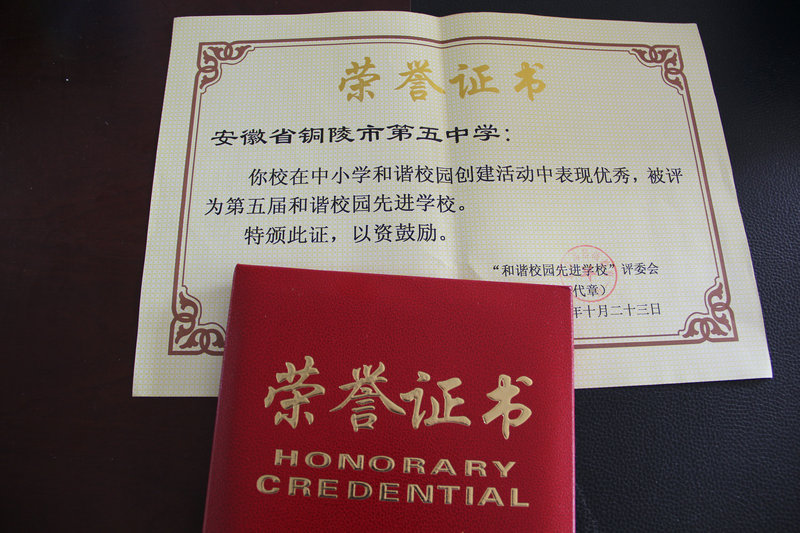 荣誉证书
安徽省铜陵市第五中学：
你校在中小学和谐校园创建活动中表现优秀，被评
为第五届和谐校园先进学校。
特颁此证，以资鼓励。
“和谐校园先进学校”评委会
代章）
年十月二十三日
荣誉证书
HONORARY
CREDENTIAL